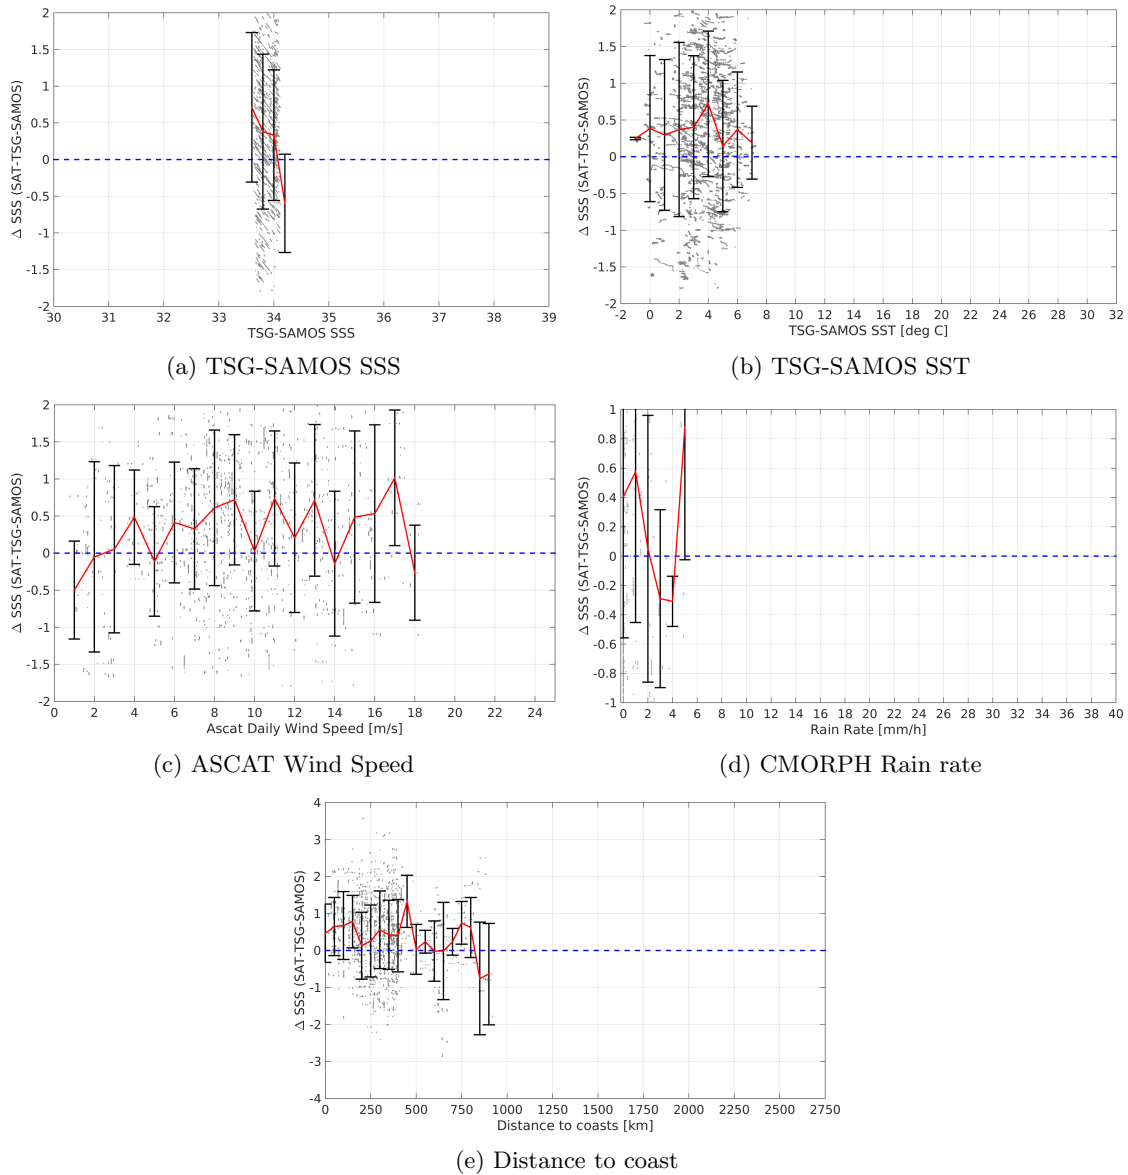 2
1.5
1
0.5
0
-0.5
-1
-1.5
-2
Δ SSS (SAT-TSG-SAMOS)
30 31 32 33 34 35 36 37 38 39
TSG-SAMOS SSS
(a) TSG-SAMOS SSS
2
1.5
1
0.5
0
-0.5
-1
-1.5
-2
Δ SSS (SAT-TSG-SAMOS)
-2 0 2 4 6 8 10 12 14 16 18 20 22 24 26 28 30 32
TSG-SAMOS SST [deg C]
(b) TSG-SAMOS SST
2
1.5
1
0.5
0
-0.5
-1
-1.5
-2
Δ SSS (SAT-TSG-SAMOS)
0 2 4 6 8 10 12 14 16 18 20 22 24
Ascat Daily Wind Speed [m/s]
(c) ASCAT Wind Speed
1
0.8
0.6
0.4
0.2
0
-0.2
-0.4
-0.6
-0.8
-1
Δ SSS (SAT-TSG-SAMOS)
0 2 4 6 8 10 12 14 16 18 20 22 24 26 28 30 32 34 36 38 40
Rain Rate [mm/h]
(d) CMORPH Rain rate
4
3
2
1
0
-1
-2
-3
-4
Δ SSS (SAT-TSG-SAMOS)
0 250 500 750 1000 1250 1500 1750 2000 2250 2500 2750
Distance to coasts [km]
(e) Distance to coast